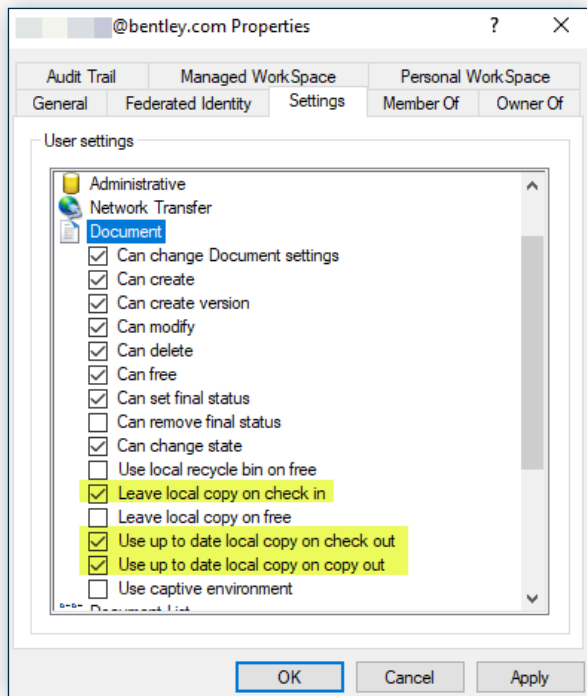 @bentley.com Properties
Audit Trail Managed WorkSpace Personal WorkSpace
General Federated Identity Settings Member Of Owner Of
User settings
Administrative
Network Transfer
Document
Can change Document settings
Can create
Can create version
Can modify
Can delete
Can free
Can set final status
Can remove final status
Can change state
Use local recycle bin on free
Leave local copy on check in
Leave local copy on free
Use up to date local copy on check out
Use up to date local copy on copy out
Use captive environment
Document List
OK Cancel Apply